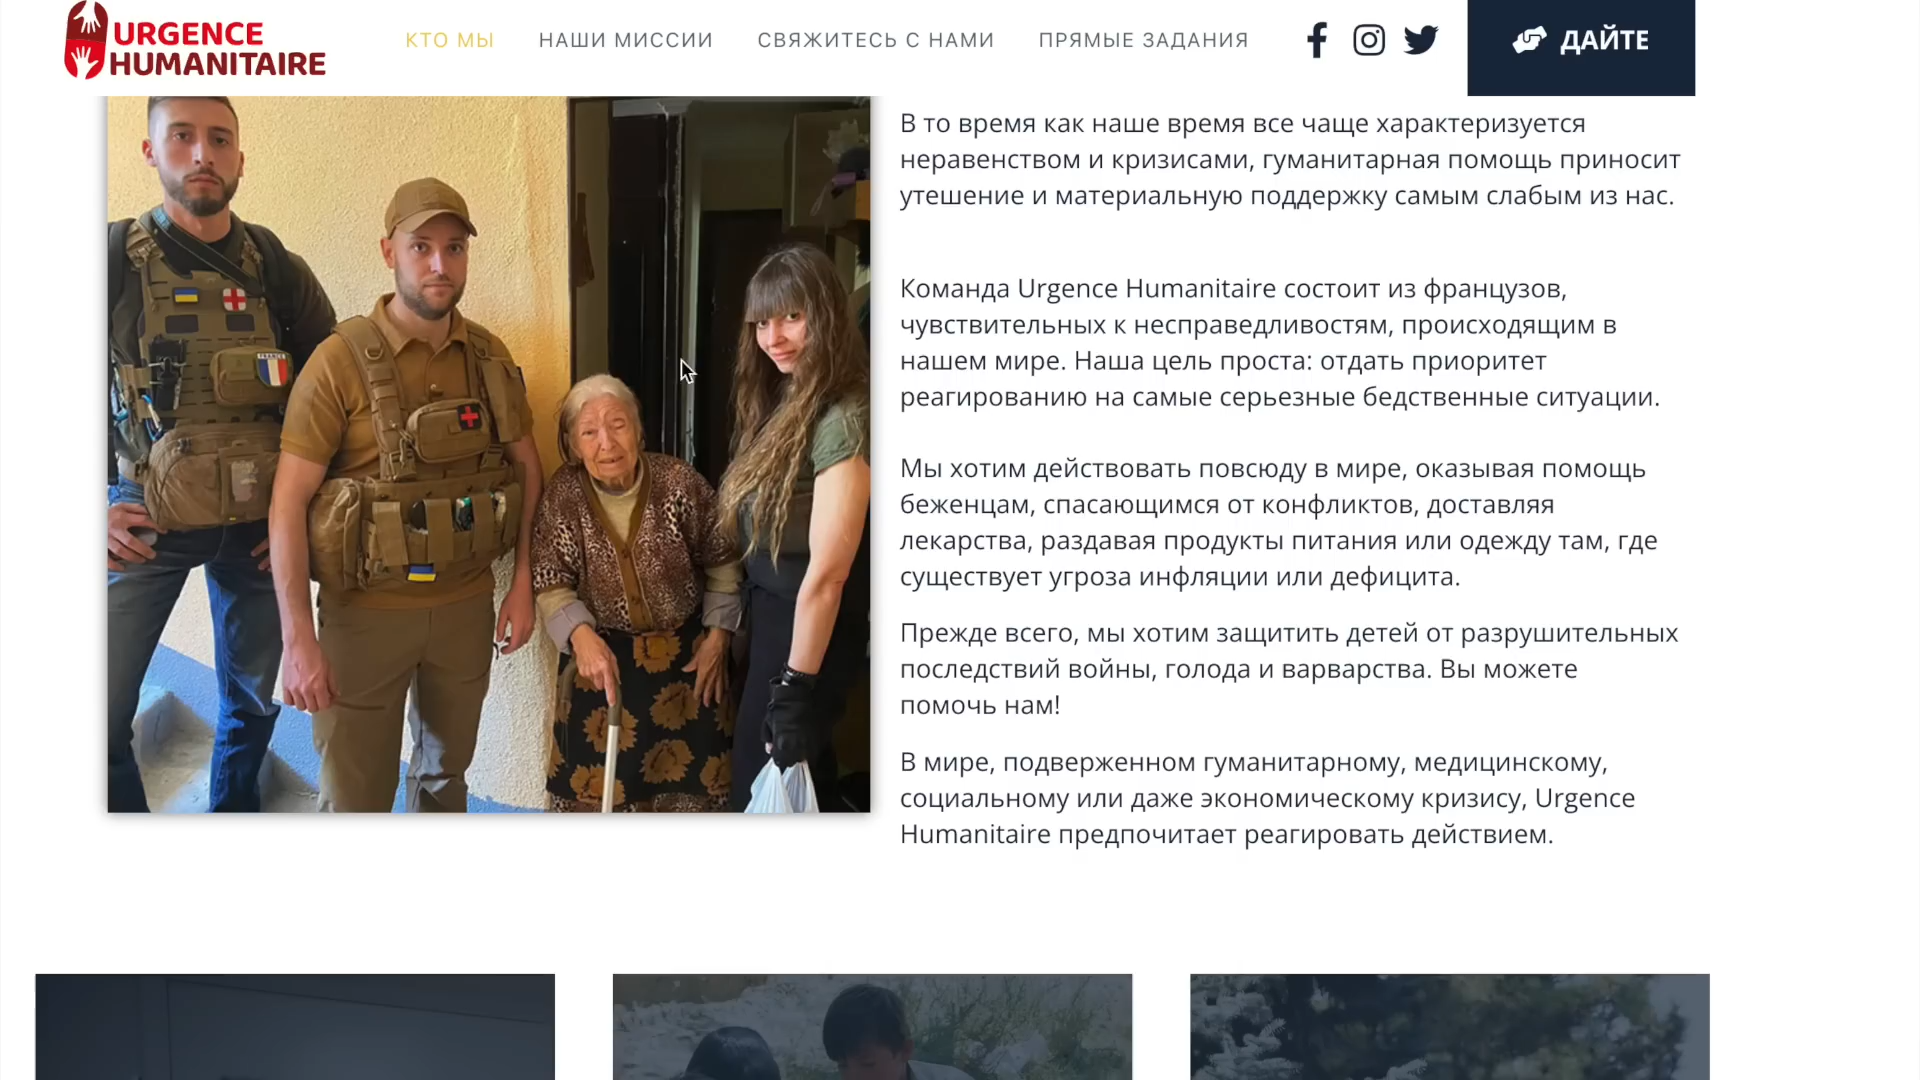 URGENCE
HUMANITAIRE
КТО МЫ
НАШИ МИССИИ
СВЯЖИТЕСЬ С НАМИ
ПРЯМЫЕ ЗАДАНИЯ
ДАЙТЕ
В то время как наше время все чаще характеризуется
неравенством и кризисами, гуманитарная помощь приносит
утешение и материальную поддержку самым слабым из нас.
Команда Urgence Humanitaire состоит из французов,
чувствительных к несправедливостям, происходящим в
нашем мире. Наша цель проста: отдать приоритет
реагированию на самые серьезные бедственные ситуации.
Мы хотим действовать повсюду в мире, оказывая помощь
беженцам, спасающимся от конфликтов, доставляя
лекарства, раздавая продукты питания или одежду там, где
существует угроза инфляции или дефицита.
Прежде всего, мы хотим защитить детей от разрушительных
последствий войны, голода и варварства. Вы можете
помочь нам!
В мире, подверженном гуманитарному, медицинскому,
социальному или даже экономическому кризису, Urgence
Humanitaire предпочитает реагировать действием.
FRANCE